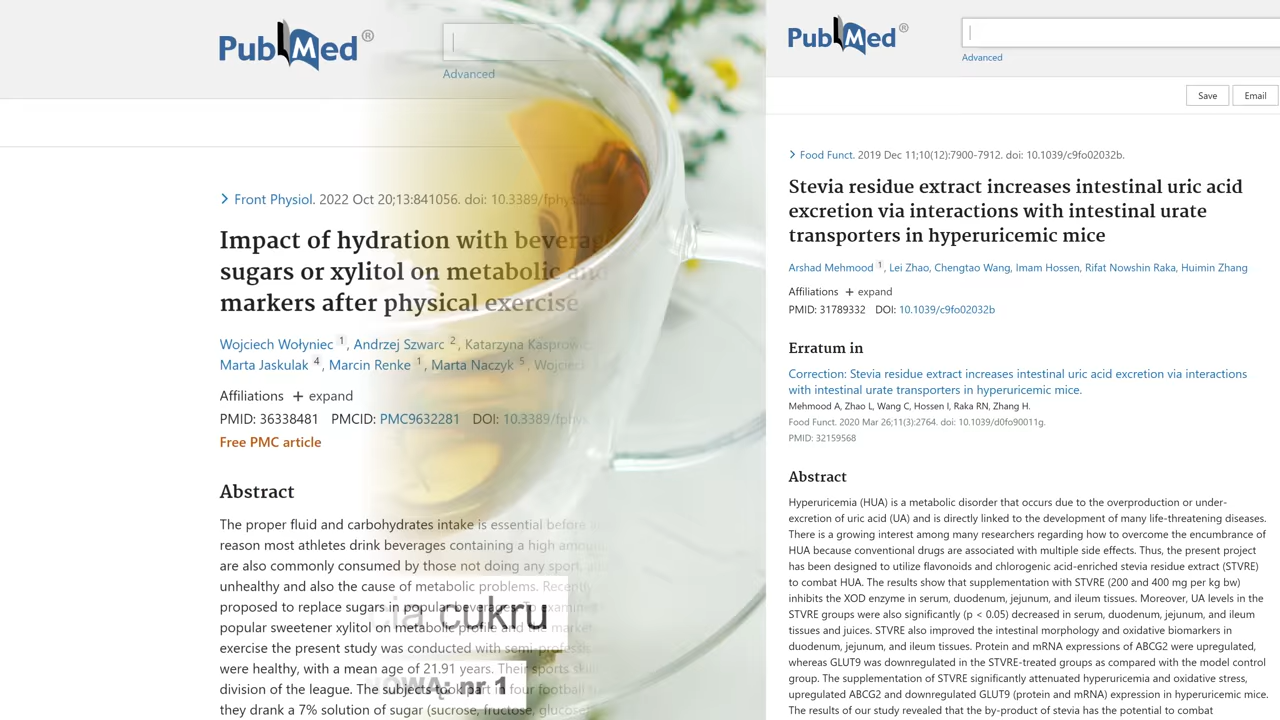 PubMed®
Advanced
Front Physiol. 2022 Oct 20;13:841056. doi: 10.3389/fphys
Impact of hydration with beverages
sugars or xylitol on metabolic and
markers after physical exercise
Wojciech Wołyniec 1, Andrzej Szwarc 2, Katarzyna Kasprowicz
Marta Jaskulak 4, Marcin Renke 1, Marta Naczyk 5, Wojciech
Affiliations + expand
PMID: 36338481 PMCID: PMC9632281 DOI: 10.3389/fphys
Free PMC article
Abstract
The proper fluid and carbohydrates intake is essential before
reason most athletes drink beverages containing a high amount
are also commonly consumed by those not doing any sport,
unhealthy and also the cause of metabolic problems. Recently
proposed to replace sugars in popular beverages. To examine
popular sweetener xylitol on metabolic profile and the markers
exercise the present study was conducted with semi-professional
were healthy, with a mean age of 21.91 years. Their sports skills
division of the league. The subjects took part in four football
they drank a 7% solution of sugar (sucrose, fructose, glucose
cukru
nr 1
PubMed®
Advanced
Save Email
Food Funct. 2019 Dec 11;10(12):7900-7912. doi: 10.1039/c9fo02032b.
Stevia residue extract increases intestinal uric acid
excretion via interactions with intestinal urate
transporters in hyperuricemic mice
Arshad Mehmood 1, Lei Zhao, Chengtao Wang, Imam Hossen, Rifat Nowshin Raka, Huimin Zhang
Affiliations + expand
PMID: 31789332 DOI: 10.1039/c9fo02032b
Erratum in
Correction: Stevia residue extract increases intestinal uric acid excretion via interactions
with intestinal urate transporters in hyperuricemic mice.
Mehmood A, Zhao L, Wang C, Hossen I, Raka RN, Zhang H.
Food Funct. 2020 Mar 26;11(3):2764. doi: 10.1039/d0fo90011g.
PMID: 32159568
Abstract
Hyperuricemia (HUA) is a metabolic disorder that occurs due to the overproduction or under-
excretion of uric acid (UA) and is directly linked to the development of many life-threatening diseases.
There is a growing interest among many researchers regarding how to overcome the encumbrance of
HUA because conventional drugs are associated with multiple side effects. Thus, the present project
has been designed to utilize flavonoids and chlorogenic acid-enriched stevia residue extract (STVRE)
to combat HUA. The results show that supplementation with STVRE (200 and 400 mg per kg bw)
inhibits the XOD enzyme in serum, duodenum, jejunum, and ileum tissues. Moreover, UA levels in the
STVRE groups were also significantly (p < 0.05) decreased in serum, duodenum, jejunum, and ileum
tissues and juices. STVRE also improved the intestinal morphology and oxidative biomarkers in
duodenum, jejunum, and ileum tissues. Protein and mRNA expressions of ABCG2 were upregulated,
whereas GLUT9 was downregulated in the STVRE-treated groups as compared with the model control
group. The supplementation of STVRE significantly attenuated hyperuricemia and oxidative stress,
upregulated ABCG2 and downregulated GLUT9 (protein and mRNA) expression in hyperuricemic mice.
The results of our study revealed that the by-product of stevia has the potential to combat